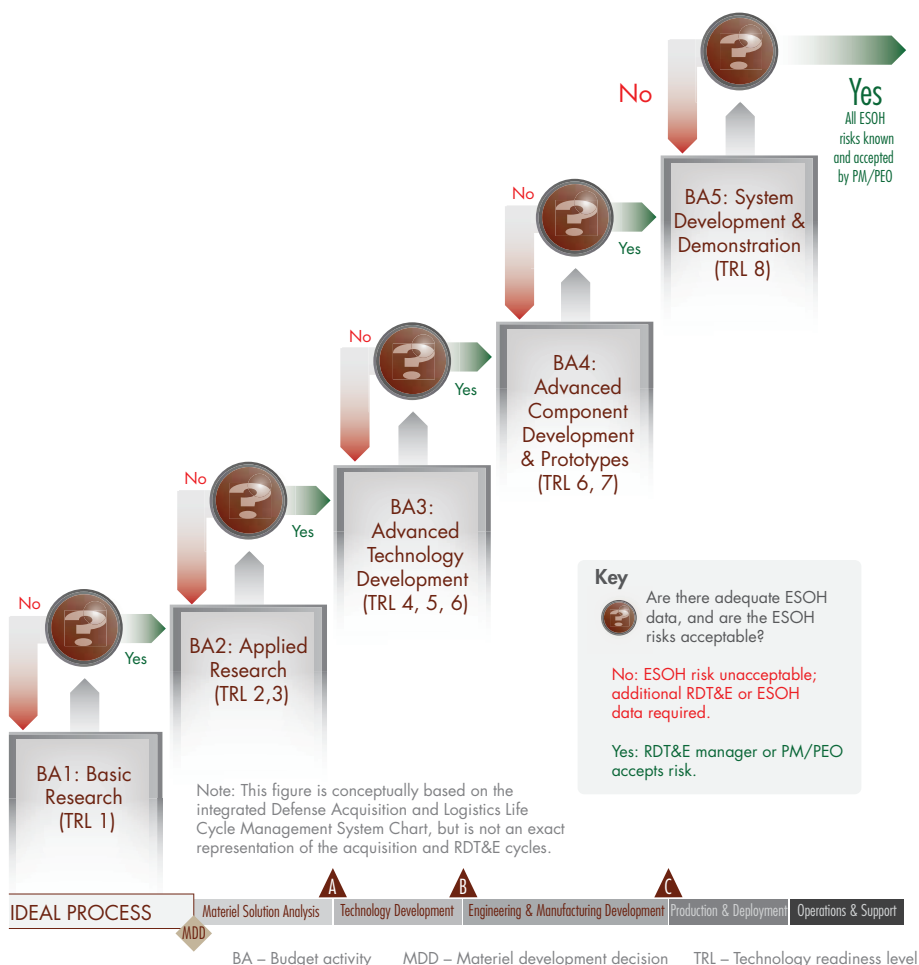 No
Yes
All ESOH
risks known
and accepted
by PM/PEO
BA5: System
Development &
Demonstration
(TRL 8)
No
Yes
BA4:
Advanced
Component
Development
& Prototypes
(TRL 6, 7)
No
Yes
BA3:
Advanced
Technology
Development
(TRL 4, 5, 6)
No
Yes
BA2: Applied
Research
(TRL 2,3)
No
Yes
BA1: Basic
Research
(TRL 1)
Key
Are there adequate ESOH
data, and are the ESOH
risks acceptable?
No: ESOH risk unacceptable;
additional RDT&E or ESOH
data required.
Yes: RDT&E manager or PM/PEO
accepts risk.
Note: This figure is conceptually based on the
integrated Defense Acquisition and Logistics Life
Cycle Management System Chart, but is not an exact
representation of the acquisition and RDT&E cycles.
A
B
C
IDEAL PROCESS
MDD
Materiel Solution Analysis
Technology Development
Engineering & Manufacturing Development
Production & Deployment
Operations & Support
BA – Budget activity MDD – Materiel development decision TRL – Technology readiness level
?
?
?
?
?
?